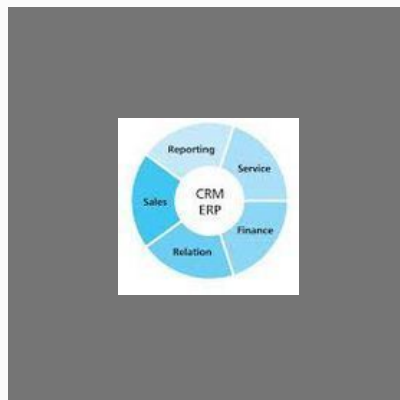 Reporting
Service
Sales
CRM
ERP
Finance
Relation